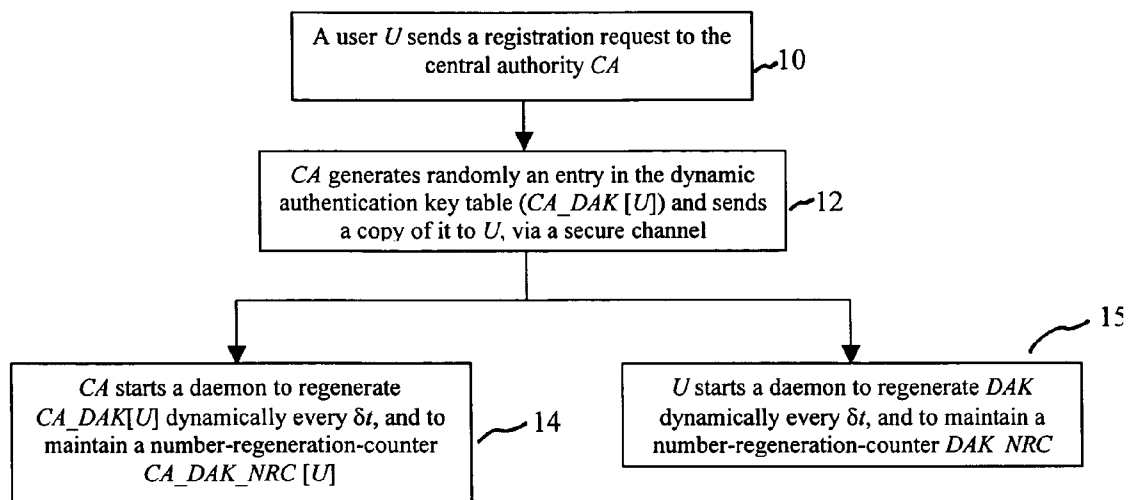 A user U sends a registration request to the
central authority CA
10
CA generates randomly an entry in the dynamic
authentication key table (CA_DAK [U]) and sends
a copy of it to U, via a secure channel
12
CA starts a daemon to regenerate
CA_DAK[U] dynamically every δt, and to
maintain a number-regeneration-counter
CA_DAK_NRC [U]
14
U starts a daemon to regenerate DAK
dynamically every δt, and to maintain a
number-regeneration-counter DAK NRC
15